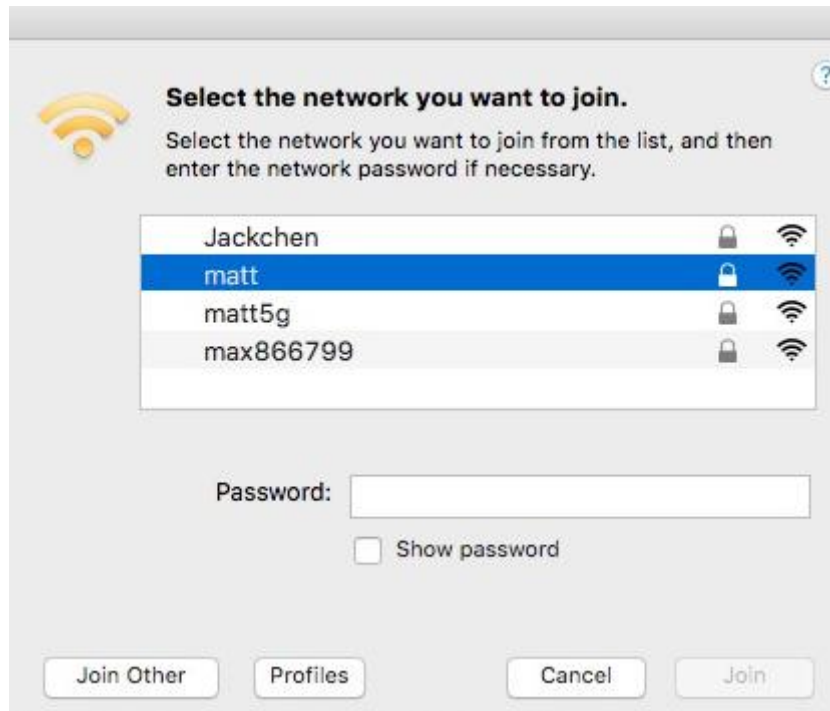 ?
Select the network you want to join.
Select the network you want to join from the list, and then
enter the network password if necessary.
Jackchen
matt
matt5g
max866799
Password:
Show password
Join Other Profiles Cancel Join